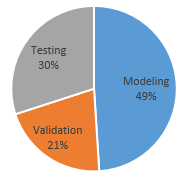 Testing
30%
Modeling
49%
Validation
21%